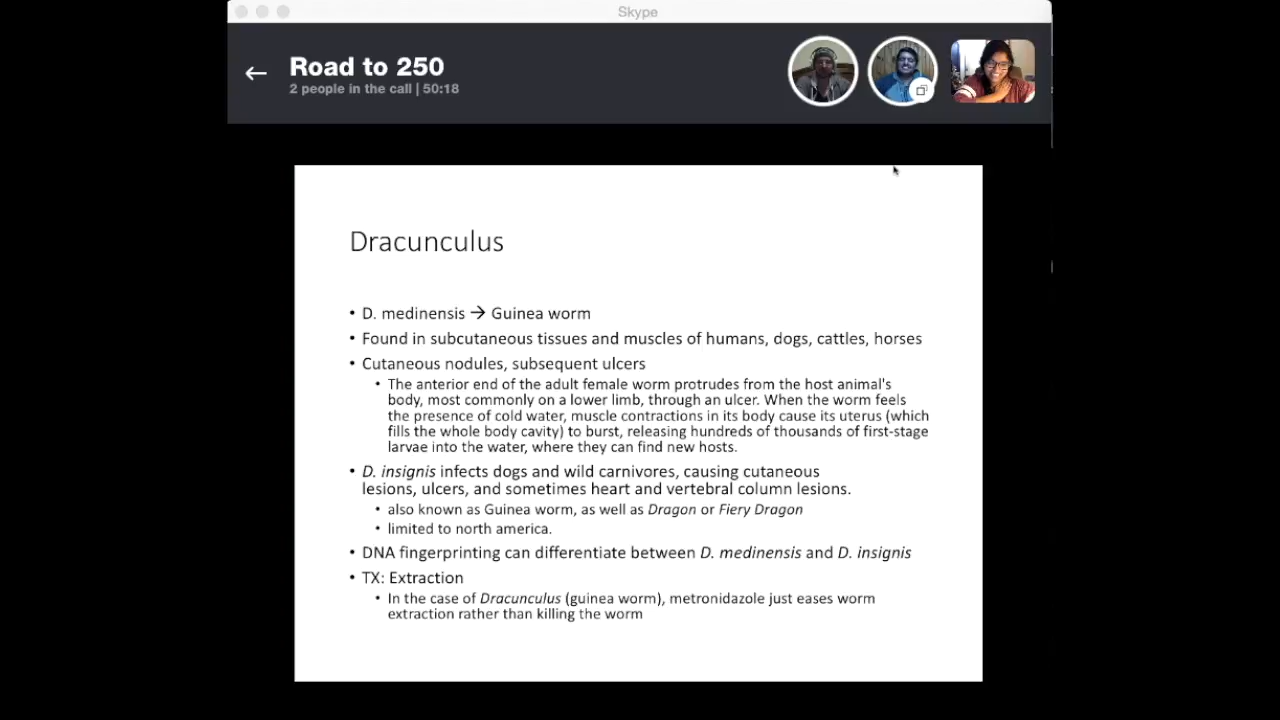 Skype
Road to 250
2 people in the call | 50:18
Dracunculus
• D. medinensis → Guinea worm
• Found in subcutaneous tissues and muscles of humans, dogs, cattles, horses
• Cutaneous nodules, subsequent ulcers
• The anterior end of the adult female worm protrudes from the host animal's
body, most commonly on a lower limb, through an ulcer. When the worm feels
the presence of cold water, muscle contractions in its body cause its uterus (which
fills the whole body cavity) to burst, releasing hundreds of thousands of first-stage
larvae into the water, where they can find new hosts.
• D. insignis infects dogs and wild carnivores, causing cutaneous
lesions, ulcers, and sometimes heart and vertebral column lesions.
• also known as Guinea worm, as well as Dragon or Fiery Dragon
• limited to north america.
• DNA fingerprinting can differentiate between D. medinensis and D. insignis
• TX: Extraction
• In the case of Dracunculus (guinea worm), metronidazole just eases worm
extraction rather than killing the worm